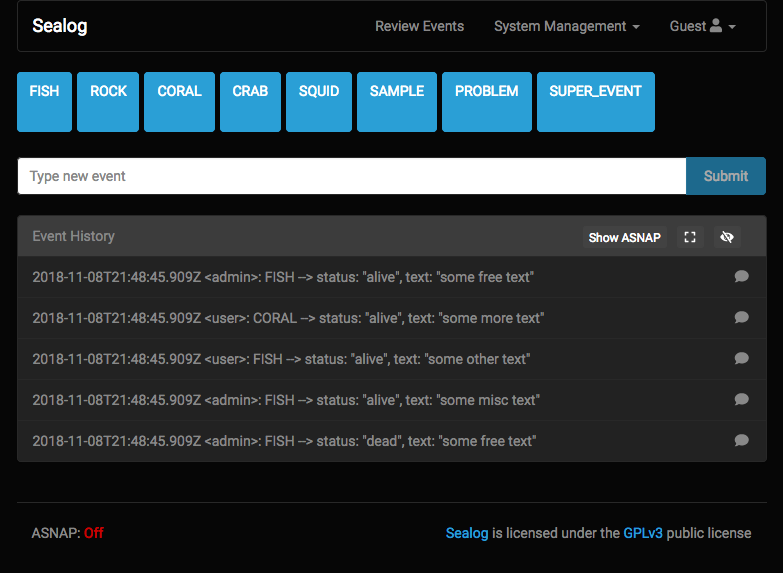 Sealog Review Events System Management Guest
FISH ROCK CORAL CRAB SQUID SAMPLE PROBLEM SUPER_EVENT
Type new event Submit
Event History Show ASNAP
2018-11-08T21:48:45.909Z <admin>: FISH --> status: "alive", text: "some free text"
2018-11-08T21:48:45.909Z <user>: CORAL --> status: "alive", text: "some more text"
2018-11-08T21:48:45.909Z <user>: FISH --> status: "alive", text: "some other text"
2018-11-08T21:48:45.909Z <admin>: FISH --> status: "alive", text: "some misc text"
2018-11-08T21:48:45.909Z <admin>: FISH --> status: "dead", text: "some free text"
ASNAP: Off Sealog is licensed under the GPLv3 public license